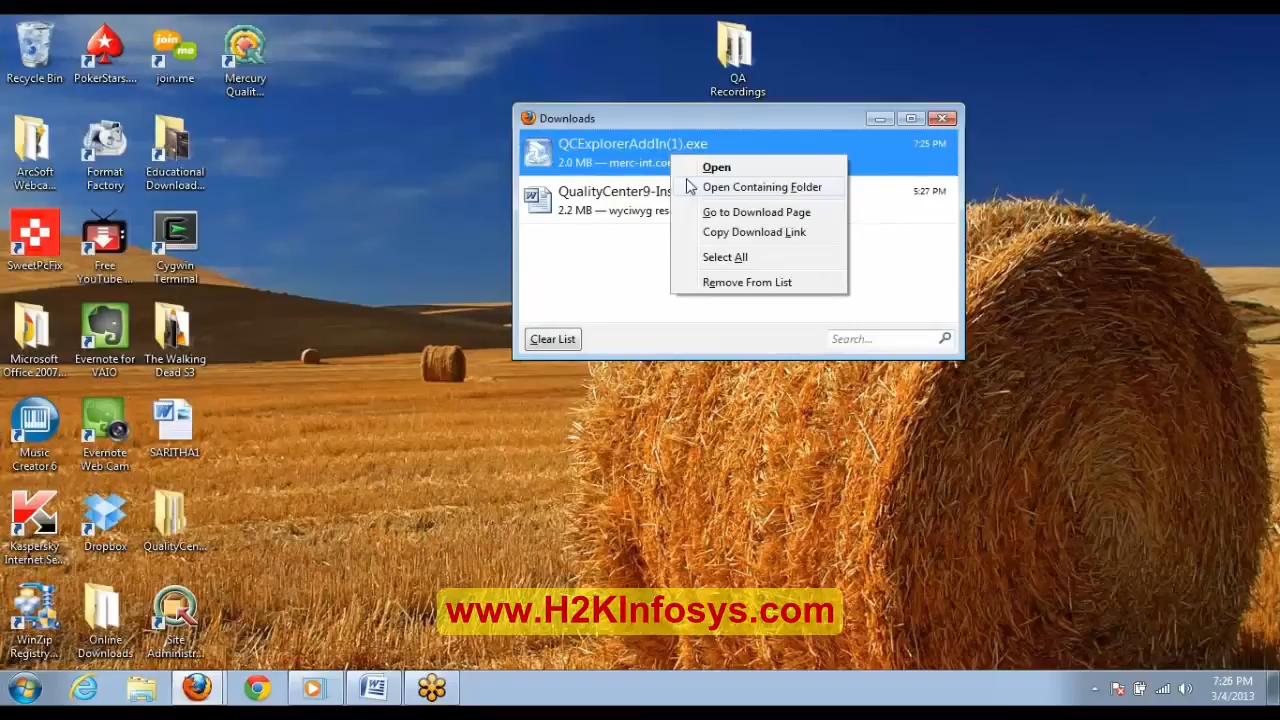 Recycle Bin
PokerStars....
join.me
Mercury
Qualit...
QA
Recordings
ArcSoft
Webca...
Format
Factory
Educational
Download...
SweetPcFix
Free
YouTube ...
Cygwin
Terminal
Microsoft
Office 2007...
Evernote for
VAIO
The Walking
Dead S3
Music
Creator 6
Evernote
Web Cam
SARITHA1
Kaspersky
Internet Se...
Dropbox
QualityCen...
WinZip
Registry...
Online
Downloads
Site
Administr...
Downloads
QCExplorerAddIn(1).exe
7:25 PM
2.0 MB — merc-int.co
QualityCenter9-Ins
5:27 PM
2.2 MB — wyciwyg res
Open
Open Containing Folder
Go to Download Page
Copy Download Link
Select All
Remove From List
Clear List
Search...
www.H2KInfosys.com
7:26 PM
3/4/2013